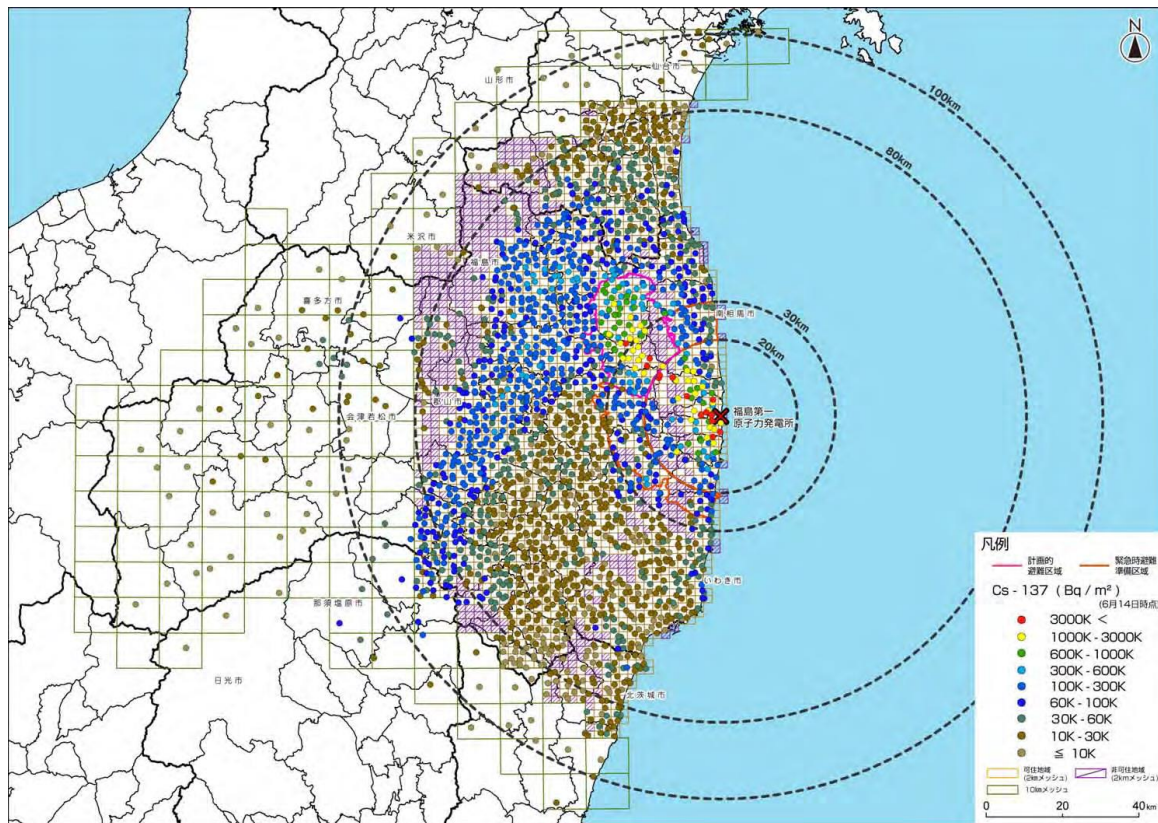 N
仙台市
山形市
100km
80km
米沢市
福島市
喜多方市
南相馬市
30km
20km
郡山市
会津若松市
福島第一
原子力発電所
いわき市
那須塩原市
日光市
北茨城市
凡例
計画的
避難区域
緊急時避難
準備区域
Cs - 137 ( Bq / m² )
(6月14日時点)
3000K <
1000K - 3000K
600K - 1000K
300K - 600K
100K - 300K
60K - 100K
30K - 60K
10K - 30K
≦ 10K
可住地域
(2kmメッシュ)
非可住地域
(2kmメッシュ)
10kmメッシュ
0 20 40 km